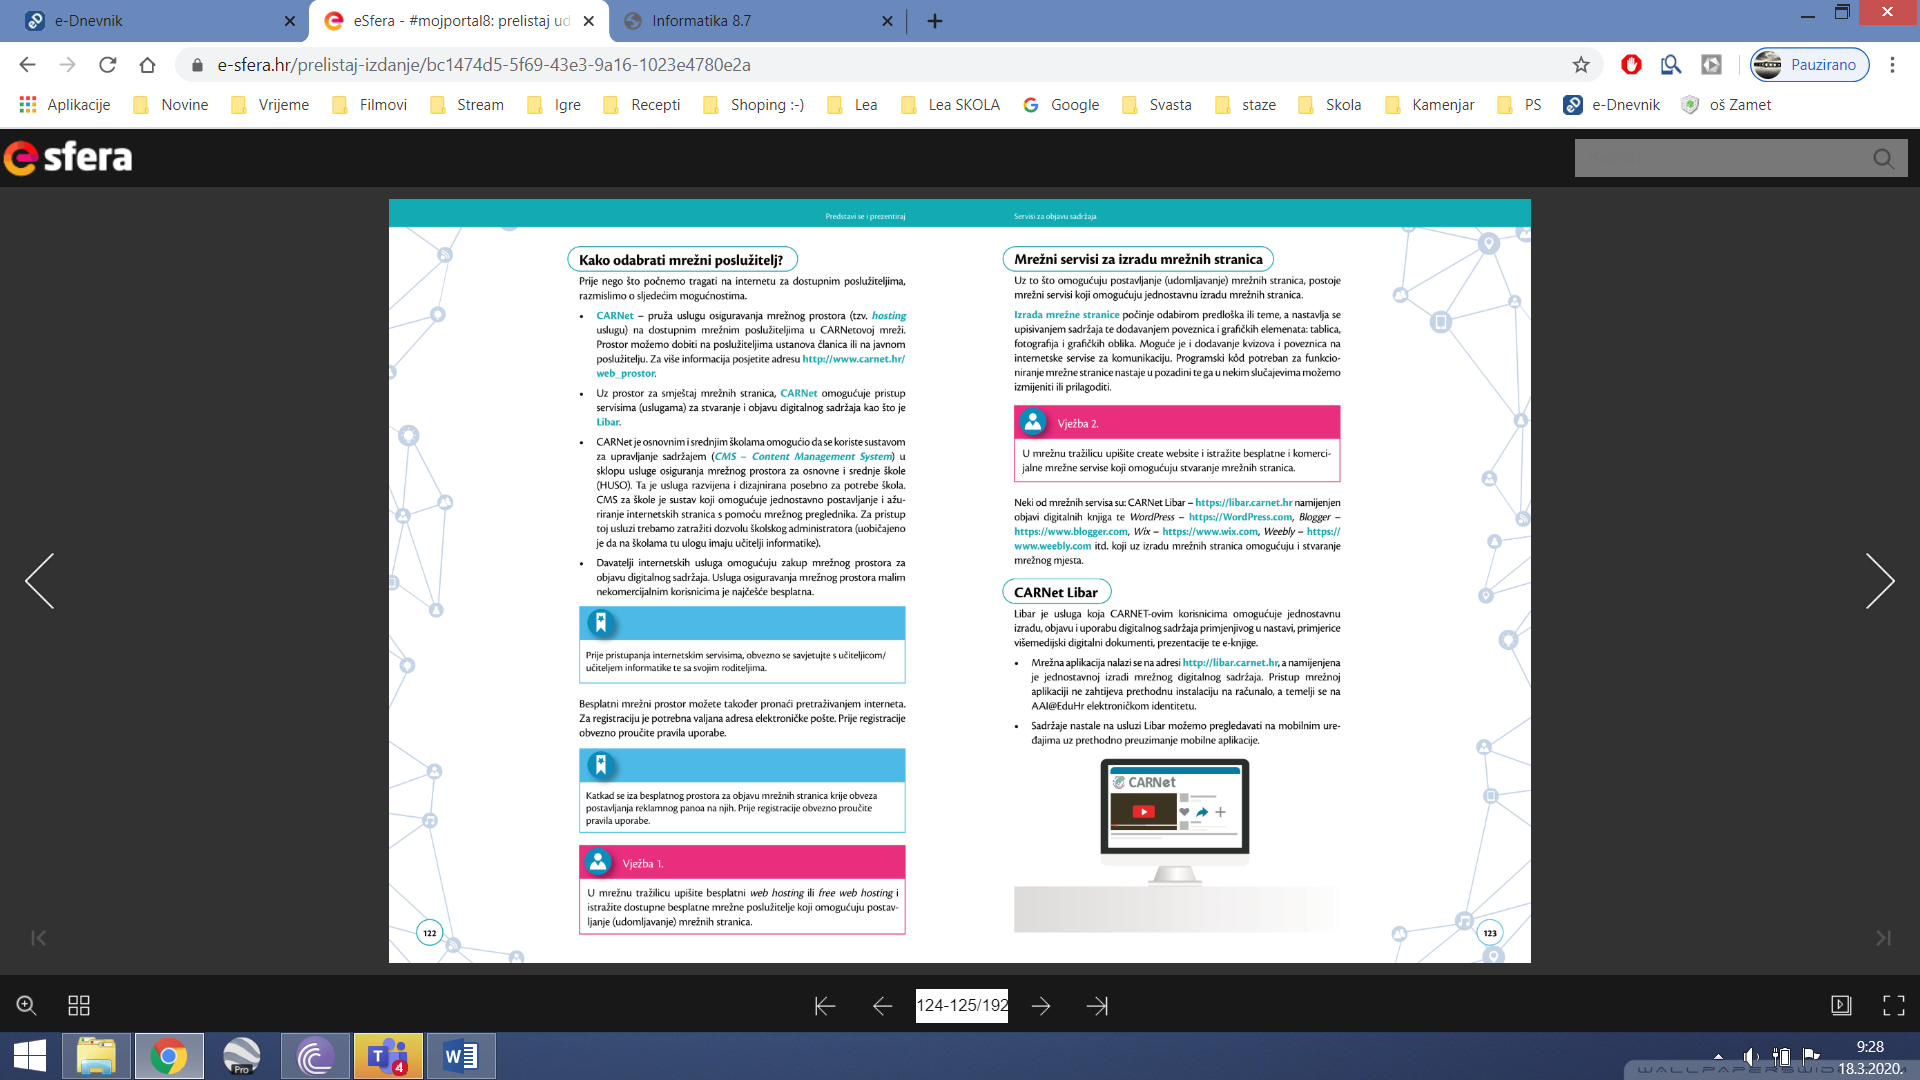 e-Dnevnik
eSfera - #mojportal8: prelistaj ud
Informatika 8.7
e-sfera.hr/prelistaj-izdanje/bc1474d5-5f69-43e3-9a16-1023e4780e2a
Pauzirano
Aplikacije Novine Vrijeme Filmovi Stream Igre Recepti Shoping :-) Lea Lea SKOLA Google Svasta staze Skola Kamenjar PS e-Dnevnik oš Zamet
e sfera
Predstavi se i prezentiraj
Kako odabrati mrežni poslužitelj?
Prije nego što počnemo tragati na internetu za dostupnim poslužiteljima,
razmislimo o sljedećim mogućnostima.
• CARNet – pruža uslugu osiguravanja mrežnog prostora (tzv. hosting
uslugu) na dostupnim mrežnim poslužiteljima u CARNetovoj mreži.
Prostor možemo dobiti na poslužiteljima ustanova članica ili na javnom
poslužitelju. Za više informacija posjetite adresu http://www.carnet.hr/
web_prostor.
• Uz prostor za smještaj mrežnih stranica, CARNet omogućuje pristup
servisima (uslugama) za stvaranje i objavu digitalnog sadržaja kao što je
Libar.
• CARNet je osnovnim i srednjim školama omogućio da se koriste sustavom
za upravljanje sadržajem (CMS – Content Management System) u
sklopu usluge osiguranja mrežnog prostora za osnovne i srednje škole
(HUSO). Ta je usluga razvijena i dizajnirana posebno za potrebe škola.
CMS za škole je sustav koji omogućuje jednostavno postavljanje i ažu-
riranje internetskih stranica s pomoću mrežnog preglednika. Za pristup
toj usluzi trebamo zatražiti dozvolu školskog administratora (uobičajeno
je da na školama tu ulogu imaju učitelji informatike).
• Davatelji internetskih usluga omogućuju zakup mrežnog prostora za
objavu digitalnog sadržaja. Usluga osiguravanja mrežnog prostora malim
nekomercijalnim korisnicima je najčešće besplatna.
Prije pristupanja internetskim servisima, obvezno se savjetujte s učiteljicom/
učiteljem informatike te sa svojim roditeljima.
Besplatni mrežni prostor možete također pronaći pretraživanjem interneta.
Za registraciju je potrebna valjana adresa elektroničke pošte. Prije registracije
obvezno proučite pravila uporabe.
Katkad se iza besplatnog prostora za objavu mrežnih stranica krije obveza
postavljanja reklamnog panoa na njih. Prije registracije obvezno proučite
pravila uporabe.
Vježba 1.
U mrežnu tražilicu upišite besplatni web hosting ili free web hosting i
istražite dostupne besplatne mrežne poslužitelje koji omogućuju postav-
ljanje (udomljavanje) mrežnih stranica.
122
Servisi za objavu sadržaja
Mrežni servisi za izradu mrežnih stranica
Uz to što omogućuju postavljanje (udomljavanje) mrežnih stranica, postoje
mrežni servisi koji omogućuju jednostavnu izradu mrežnih stranica.
Izrada mrežne stranice počinje odabirom predloška ili teme, a nastavlja se
upisivanjem sadržaja te dodavanjem poveznica i grafičkih elemenata: tablica,
fotografija i grafičkih oblika. Moguće je i dodavanje kvizova i poveznica na
internetske servise za komunikaciju. Programski kôd potreban za funkcio-
niranje mrežne stranice nastaje u pozadini te ga u nekim slučajevima možemo
izmijeniti ili prilagoditi.
Vježba 2.
U mrežnu tražilicu upišite create website i istražite besplatne i komerci-
jalne mrežne servise koji omogućuju stvaranje mrežnih stranica.
Neki od mrežnih servisa su: CARNet Libar – https://libar.carnet.hr namijenjen
objavi digitalnih knjiga te WordPress – https://WordPress.com, Blogger –
https://www.blogger.com, Wix – https://www.wix.com, Weebly – https://
www.weebly.com itd. koji uz izradu mrežnih stranica omogućuju i stvaranje
mrežnog mjesta.
CARNet Libar
Libar je usluga koja CARNET-ovim korisnicima omogućuje jednostavnu
izradu, objavu i uporabu digitalnog sadržaja primjenjivog u nastavi, primjerice
višemedijski digitalni dokumenti, prezentacije te e-knjige.
• Mrežna aplikacija nalazi se na adresi http://libar.carnet.hr, a namijenjena
je jednostavnoj izradi mrežnog digitalnog sadržaja. Pristup mrežnoj
aplikaciji ne zahtijeva prethodnu instalaciju na računalo, a temelji se na
AAI@EduHr elektroničkom identitetu.
• Sadržaje nastale na usluzi Libar možemo pregledavati na mobilnim ure-
đajima uz prethodno preuzimanje mobilne aplikacije.
CARNet
123
124-125/192
Pro
T
4
W
9:28
18.3.2020.